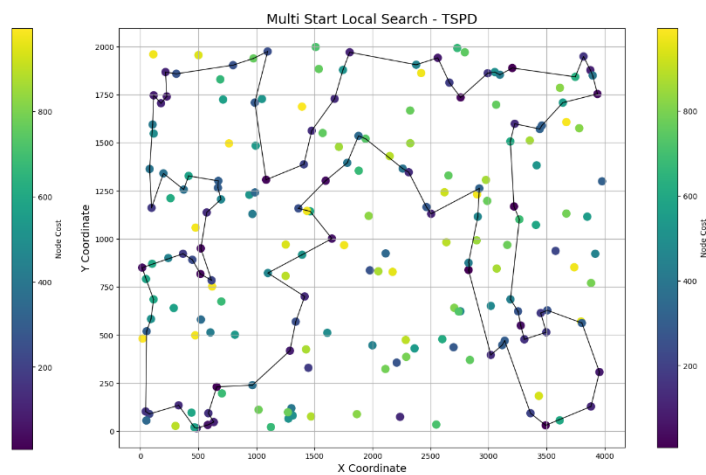 Multi Start Local Search - TSPD
800
600
400
200
Node Cost
2000
1750
1500
1250
1000
750
500
250
0
Y Coordinate
0 500 1000 1500 2000 2500 3000 3500 4000
X Coordinate
Node Cost
800
600
400
200